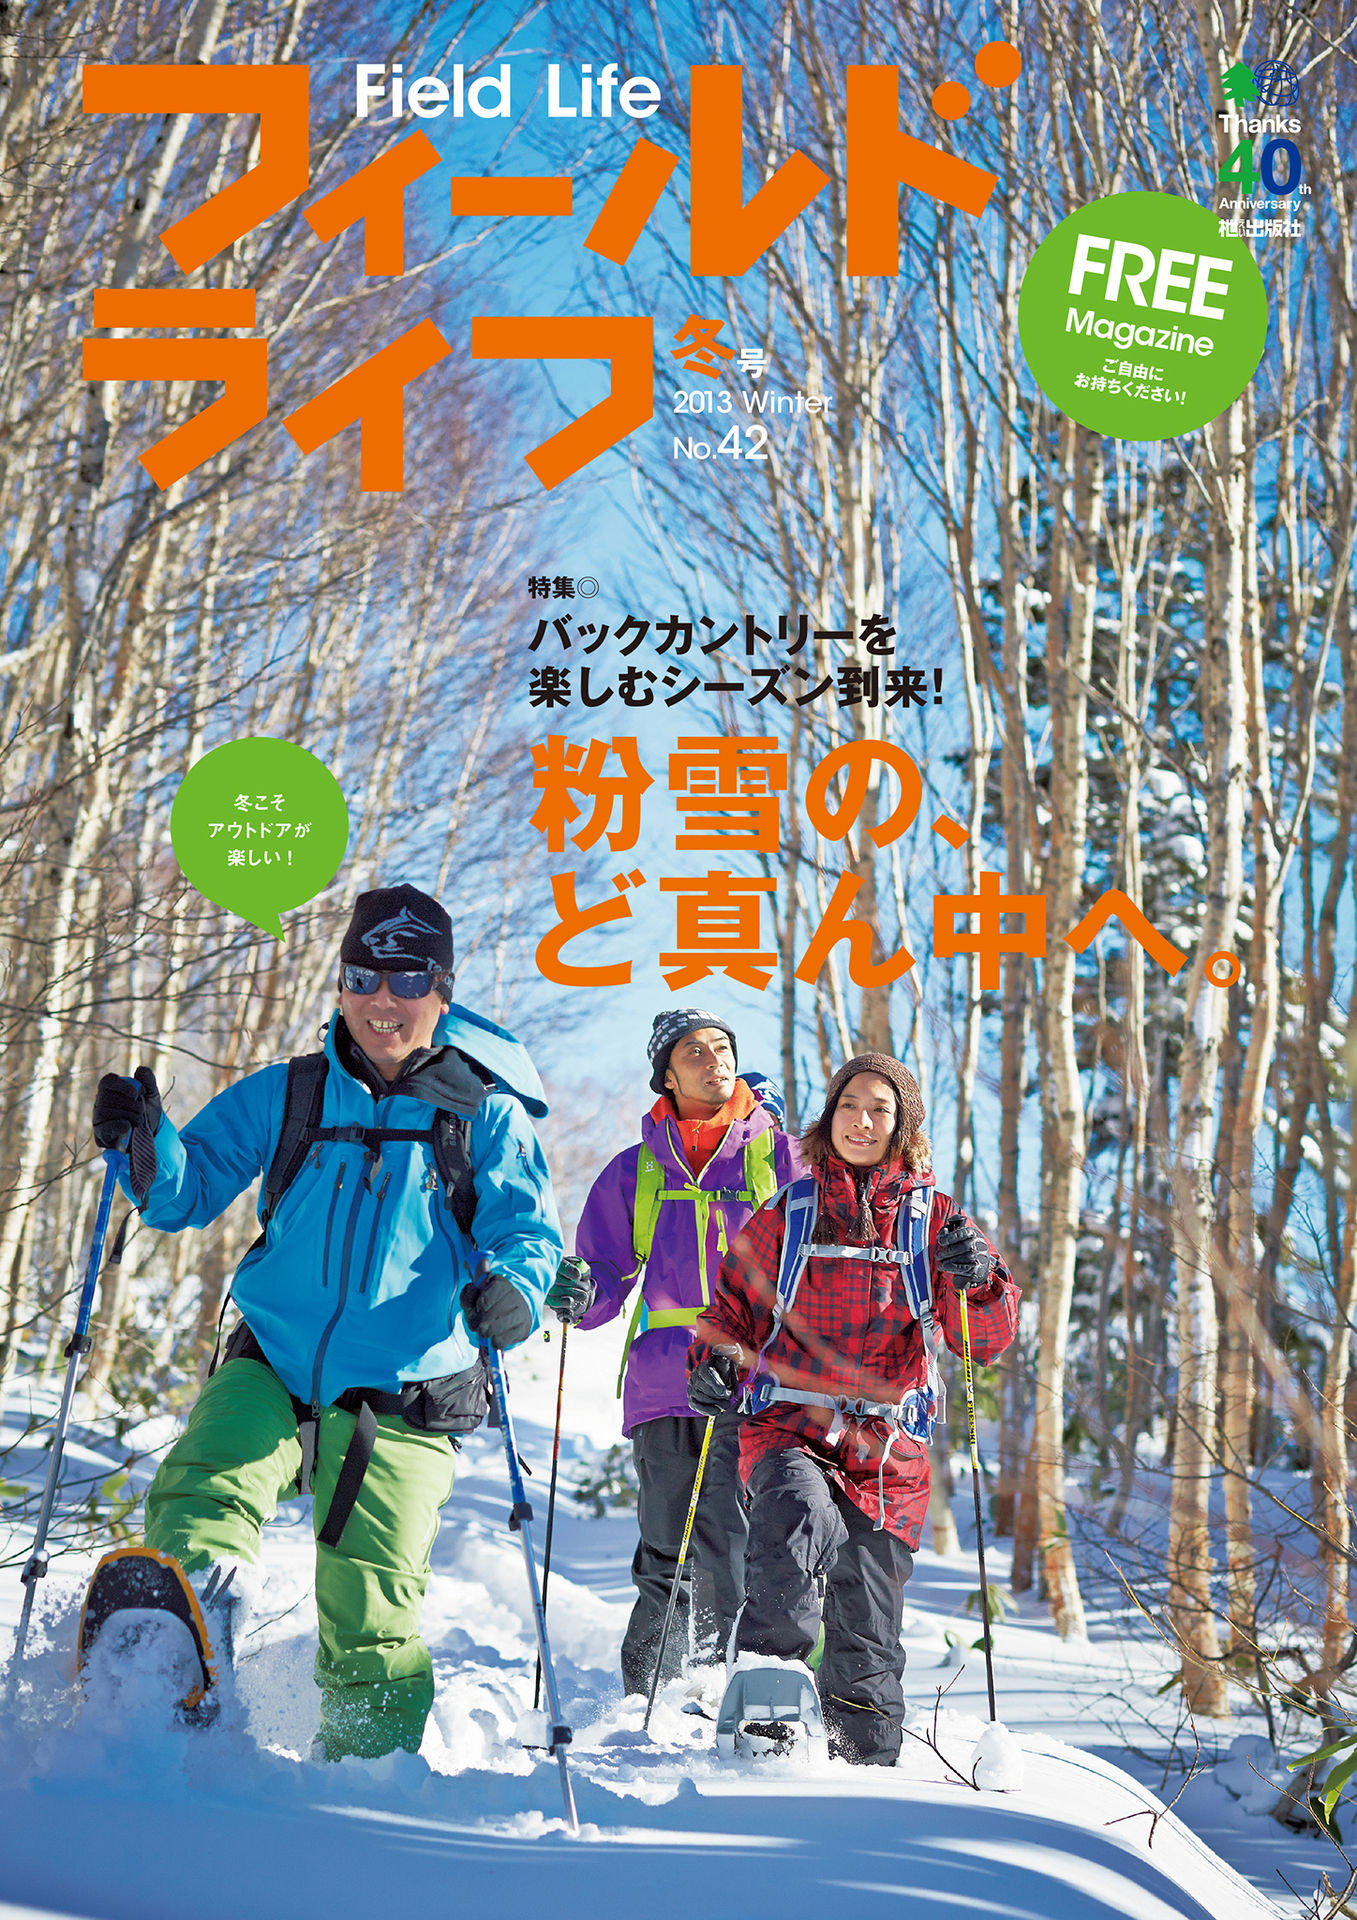 Field Life
フィールド
ライフ
冬号
2013 Winter
No.42
Thanks
40th
Anniversary
枻出版社
FREE
Magazine
ご自由に
お持ちください!
特集◎
バックカントリーを
楽しむシーズン到来!
粉雪の、
ど真ん中へ。
冬こそ
アウトドアが
楽しい!